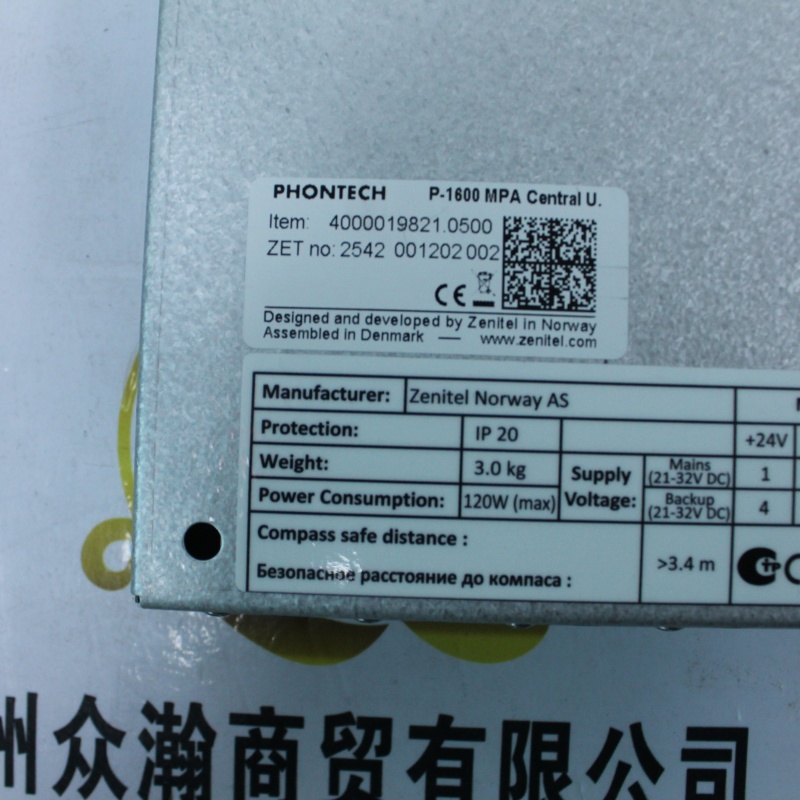 PHONTECH P-1600 MPA Central U.
Item: 4000019821.0500
ZET no: 2542 001202 002
CE
Designed and developed by Zenitel in Norway
Assembled in Denmark — www.zenitel.com
Manufacturer: Zenitel Norway AS
Protection: IP 20 +24V
Weight: 3.0 kg Supply Voltage: Mains (21-32V DC) 1
Power Consumption: 120W (max) Backup (21-32V DC) 4
Compass safe distance : >3.4 m
Безопасное расстояние до компаса :
州众瀚商贸有限公司